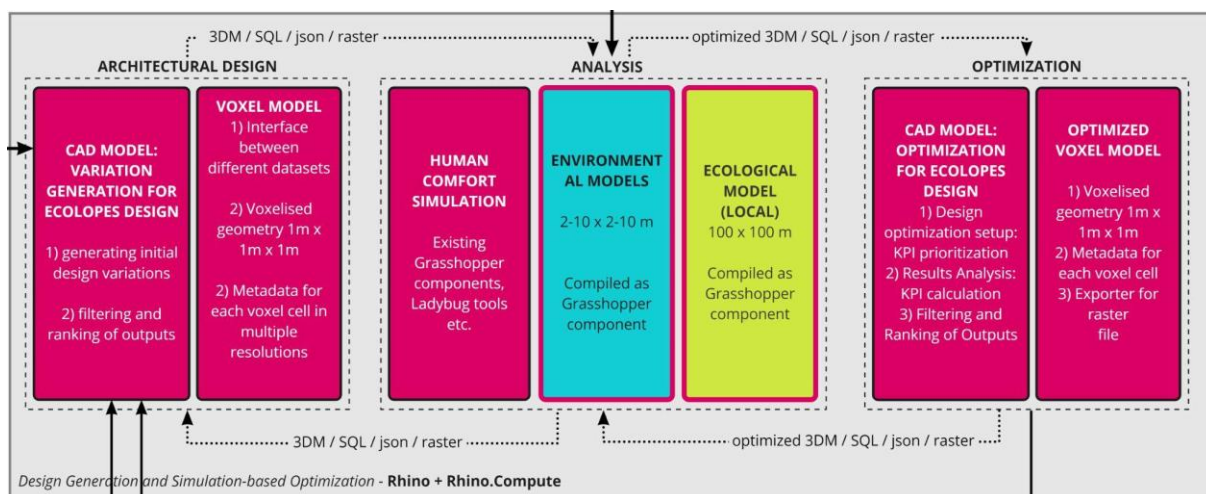 3DM / SQL / json / raster
optimized 3DM / SQL / json / raster
ARCHITECTURAL DESIGN
ANALYSIS
OPTIMIZATION
CAD MODEL:
VARIATION
GENERATION FOR
ECOLOPES DESIGN
1) generating initial
design variations
2) filtering and
ranking of outputs
VOXEL MODEL
1) Interface
between
different datasets
2) Voxelised
geometry 1m x
1m x 1m
2) Metadata for
each voxel cell in
multiple
resolutions
HUMAN
COMFORT
SIMULATION
Existing
Grasshopper
components,
Ladybug tools
etc.
ENVIRONMENT
AL MODELS
2-10 x 2-10 m
Compiled as
Grasshopper
component
ECOLOGICAL
MODEL
(LOCAL)
100 x 100 m
Compiled as
Grasshopper
component
CAD MODEL:
OPTIMIZATION
FOR ECOLOPES
DESIGN
1) Design
optimization setup:
KPI prioritization
2) Results Analysis:
KPI calculation
3) Filtering and
Ranking of Outputs
OPTIMIZED
VOXEL MODEL
1) Voxelised
geometry 1m x
1m x 1m
2) Metadata for
each voxel cell
3) Exporter for
raster
file
3DM / SQL / json / raster
optimized 3DM / SQL / json / raster
Design Generation and Simulation-based Optimization - Rhino + Rhino.Compute